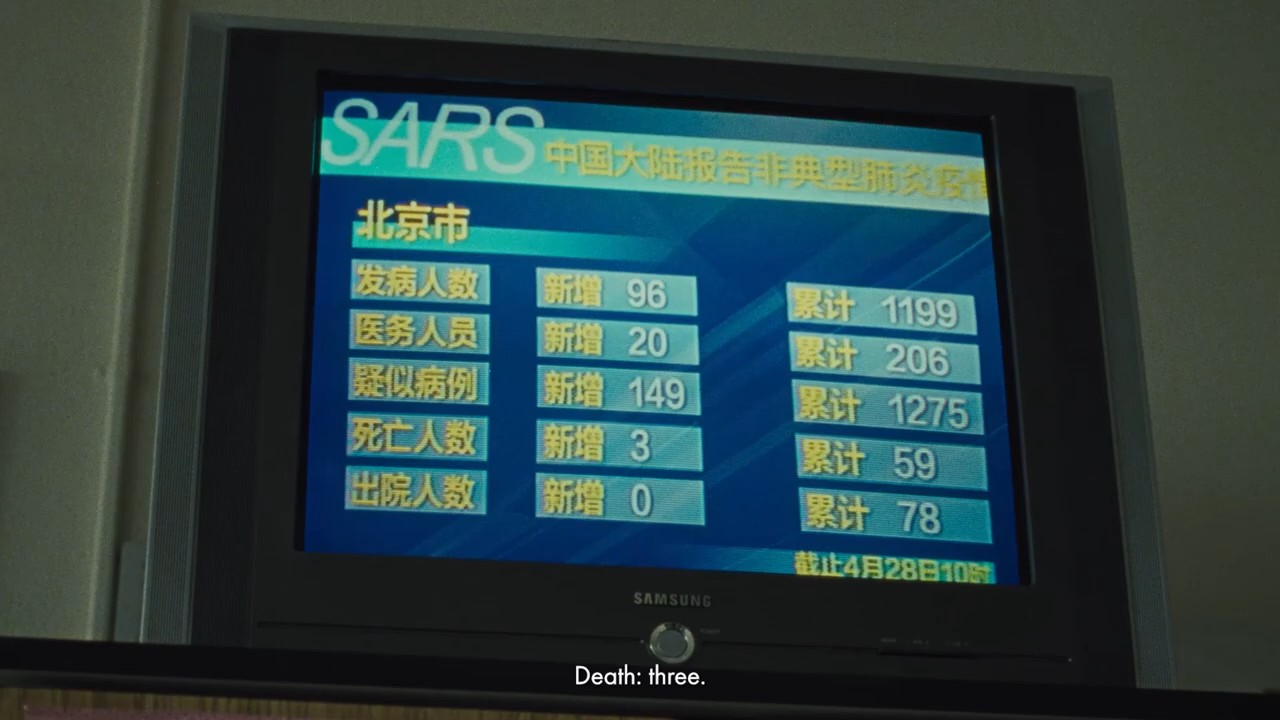 SARS 中国大陆报告非典型肺炎疫情
北京市
发病人数 新增 96 累计 1199
医务人员 新增 20 累计 206
疑似病例 新增 149 累计 1275
死亡人数 新增 3 累计 59
出院人数 新增 0 累计 78
截止4月28日10时
SAMSUNG
Death: three.